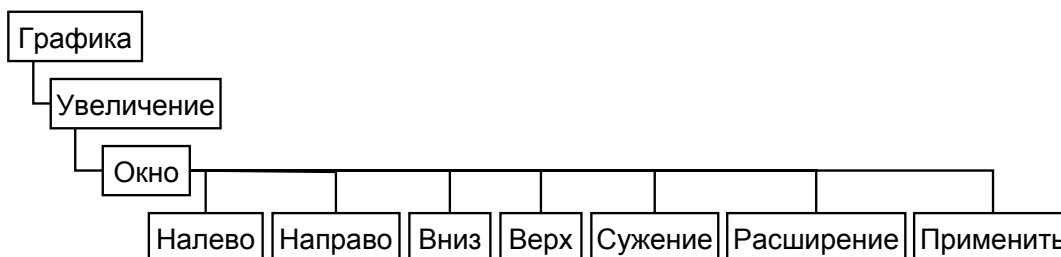 Графика
Увеличение
Окно
Налево Направо Вниз Верх Сужение Расширение Применить